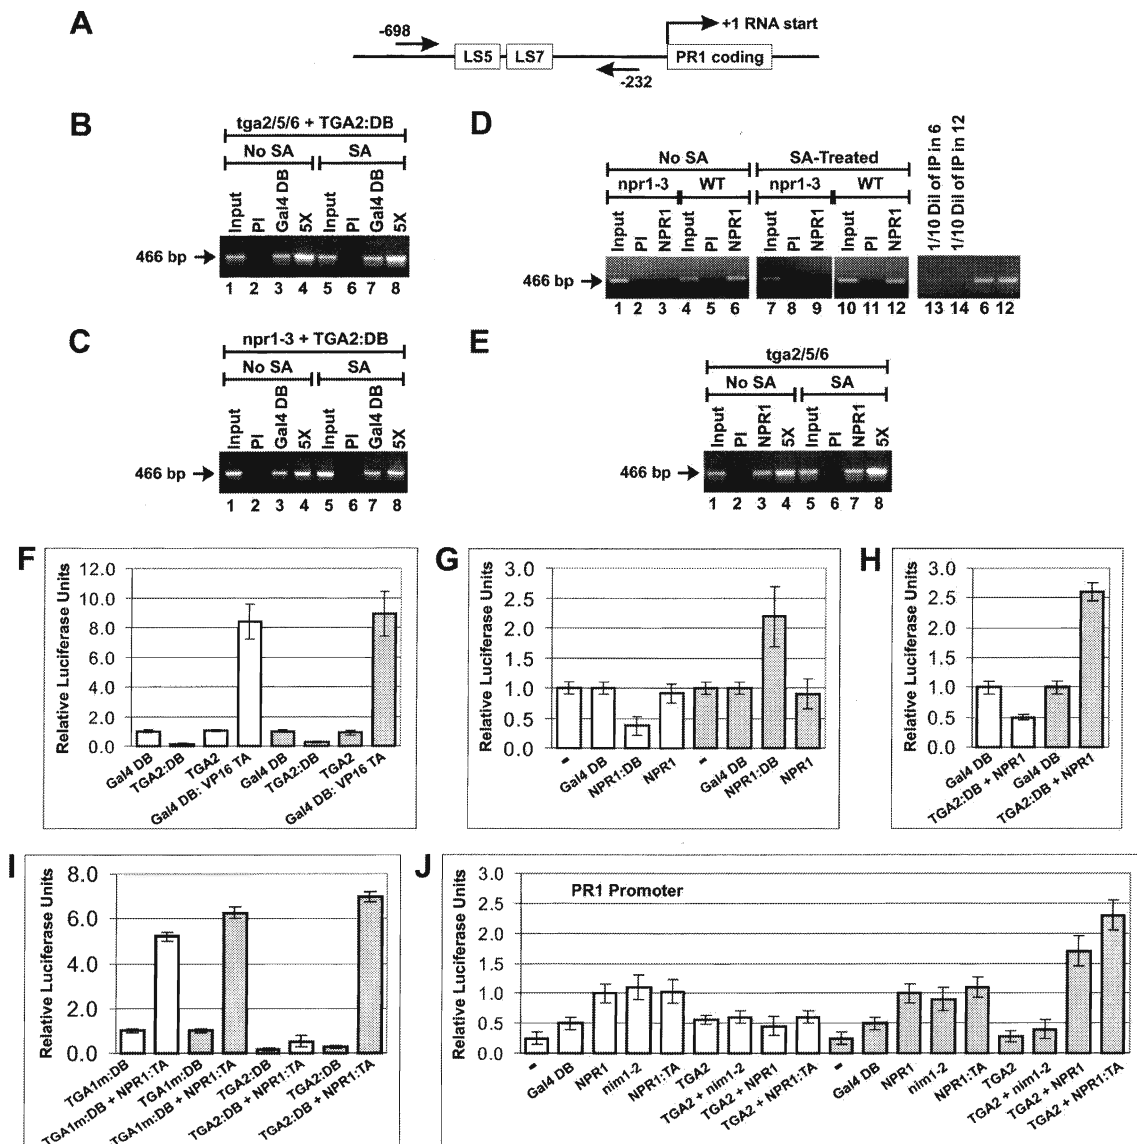 A
-698
+1 RNA start
LS5
LS7
PR1 coding
-232
B
tga2/5/6 + TGA2:DB
No SA
SA
Input
PI
Gal4 DB
5X
Input
PI
Gal4 DB
5X
466 bp
1 2 3 4 5 6 7 8
C
npr1-3 + TGA2:DB
No SA
SA
Input
PI
Gal4 DB
5X
Input
PI
Gal4 DB
5X
466 bp
1 2 3 4 5 6 7 8
D
No SA
SA-Treated
npr1-3
WT
npr1-3
WT
Input
PI
NPR1
Input
PI
NPR1
Input
PI
NPR1
Input
PI
NPR1
1/10 Dil of IP in 6
1/10 Dil of IP in 12
466 bp
1 2 3 4 5 6 7 8 9 10 11 12 13 14 6 12
E
tga2/5/6
No SA
SA
Input
PI
NPR1
5X
Input
PI
NPR1
5X
466 bp
1 2 3 4 5 6 7 8
F
Relative Luciferase Units
12.0
10.0
8.0
6.0
4.0
2.0
0.0
Gal4 DB
TGA2:DB
TGA2
Gal4 DB: VP16 TA
Gal4 DB
TGA2:DB
TGA2
Gal4 DB: VP16 TA
G
Relative Luciferase Units
3.0
2.5
2.0
1.5
1.0
0.5
0.0
-
Gal4 DB
NPR1:DB
NPR1
-
Gal4 DB
NPR1:DB
NPR1
H
Relative Luciferase Units
3.0
2.5
2.0
1.5
1.0
0.5
0.0
Gal4 DB
TGA2:DB + NPR1
Gal4 DB
TGA2:DB + NPR1
I
Relative Luciferase Units
8.0
6.0
4.0
2.0
0.0
TGA1m:DB
TGA1m:DB + NPR1:TA
TGA1m:DB
TGA1m:DB + NPR1:TA
TGA2:DB
TGA2:DB + NPR1:TA
TGA2:DB
TGA2:DB + NPR1:TA
J
PR1 Promoter
Relative Luciferase Units
3.0
2.5
2.0
1.5
1.0
0.5
0.0
-
Gal4 DB
NPR1
nim1-2
NPR1:TA
TGA2
TGA2 + nim1-2
TGA2 + NPR1
TGA2 + NPR1:TA
-
Gal4 DB
NPR1
nim1-2
NPR1:TA
TGA2
TGA2 + nim1-2
TGA2 + NPR1
TGA2 + NPR1:TA